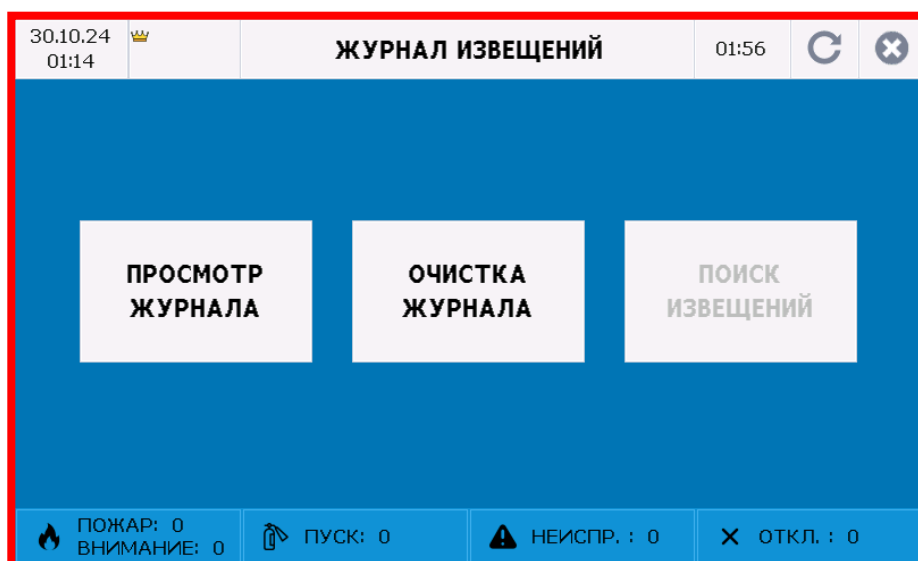 30.10.24
01:14
ЖУРНАЛ ИЗВЕЩЕНИЙ
01:56
ПРОСМОТР
ЖУРНАЛА
ОЧИСТКА
ЖУРНАЛА
ПОИСК
ИЗВЕЩЕНИЙ
ПОЖАР: 0
ВНИМАНИЕ: 0
ПУСК: 0
НЕИСПР. : 0
ОТКЛ. : 0